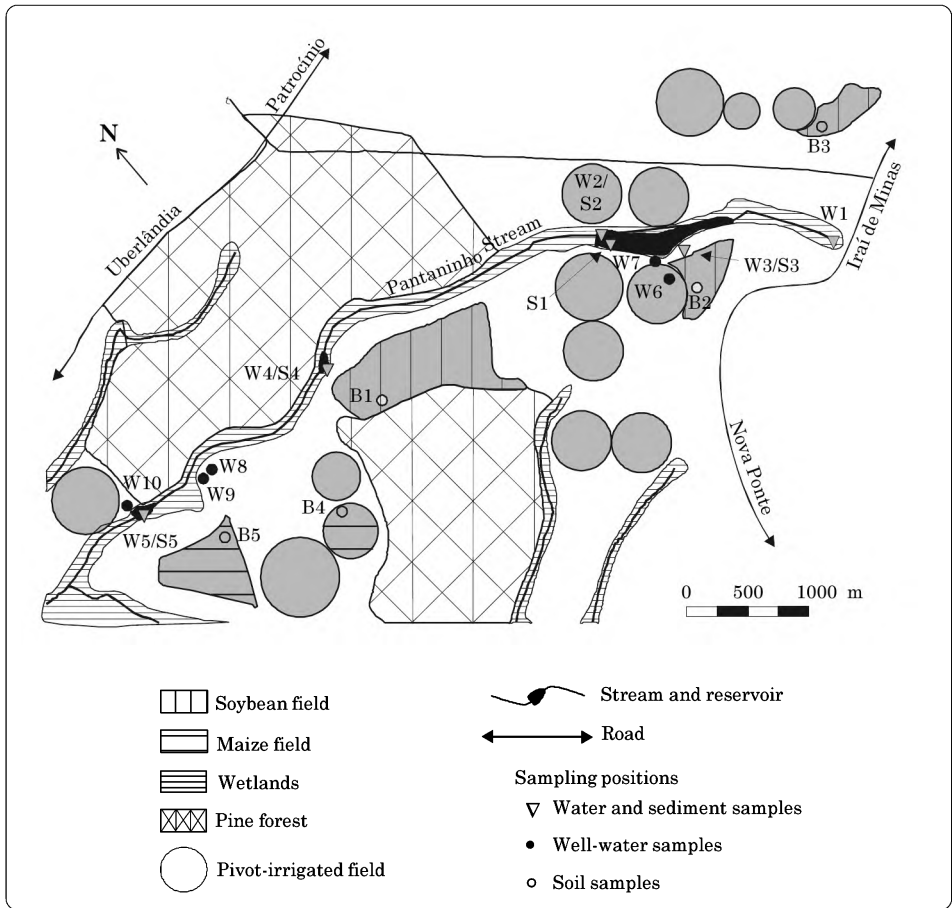 Patrocínio
N
B3
W2/
S2
Iraí de Minas
W1
Uberlândia
Pantaninho Stream
W7
W3/S3
W6
B2
S1
W4/S4
B1
Nova Ponte
W8
W10
W9
B4
W5/S5
B5
0 500 1000 m
Soybean field
Maize field
Wetlands
Pine forest
Pivot-irrigated field
Stream and reservoir
Road
Sampling positions
Water and sediment samples
Well-water samples
Soil samples